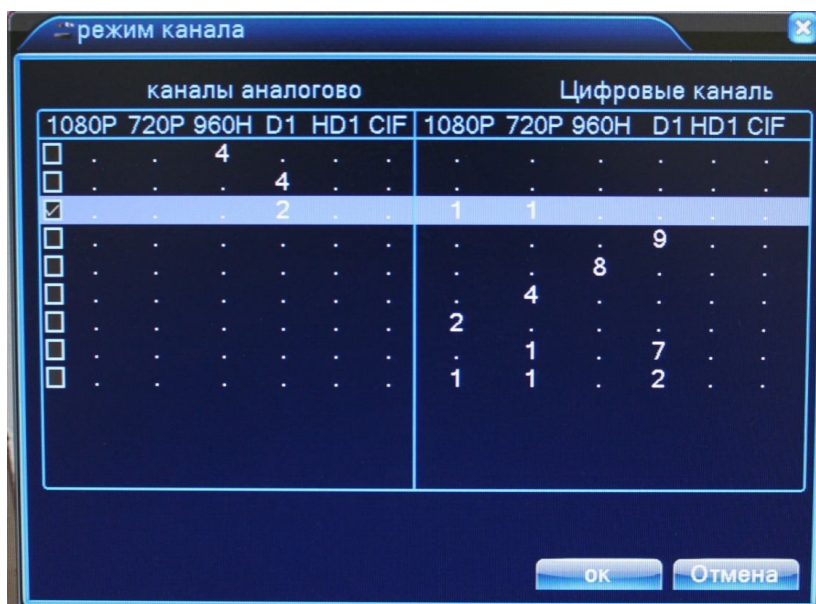 режим канала
каналы аналогово Цифровые каналь
1080P 720P 960H D1 HD1 CIF 1080P 720P 960H D1 HD1 CIF
. . 4 . . . . . . . . .
. . . 4 . . . . . . . .
. . . 2 . . 1 1 . . . .
. . . . . . . . . 9 . .
. . . . . . . . 8 . . .
. . . . . . . 4 . . . .
. . . . . . 2 . . . . .
. . . . . . . 1 . 7 . .
. . . . . . 1 1 . 2 . .
ок Отмена